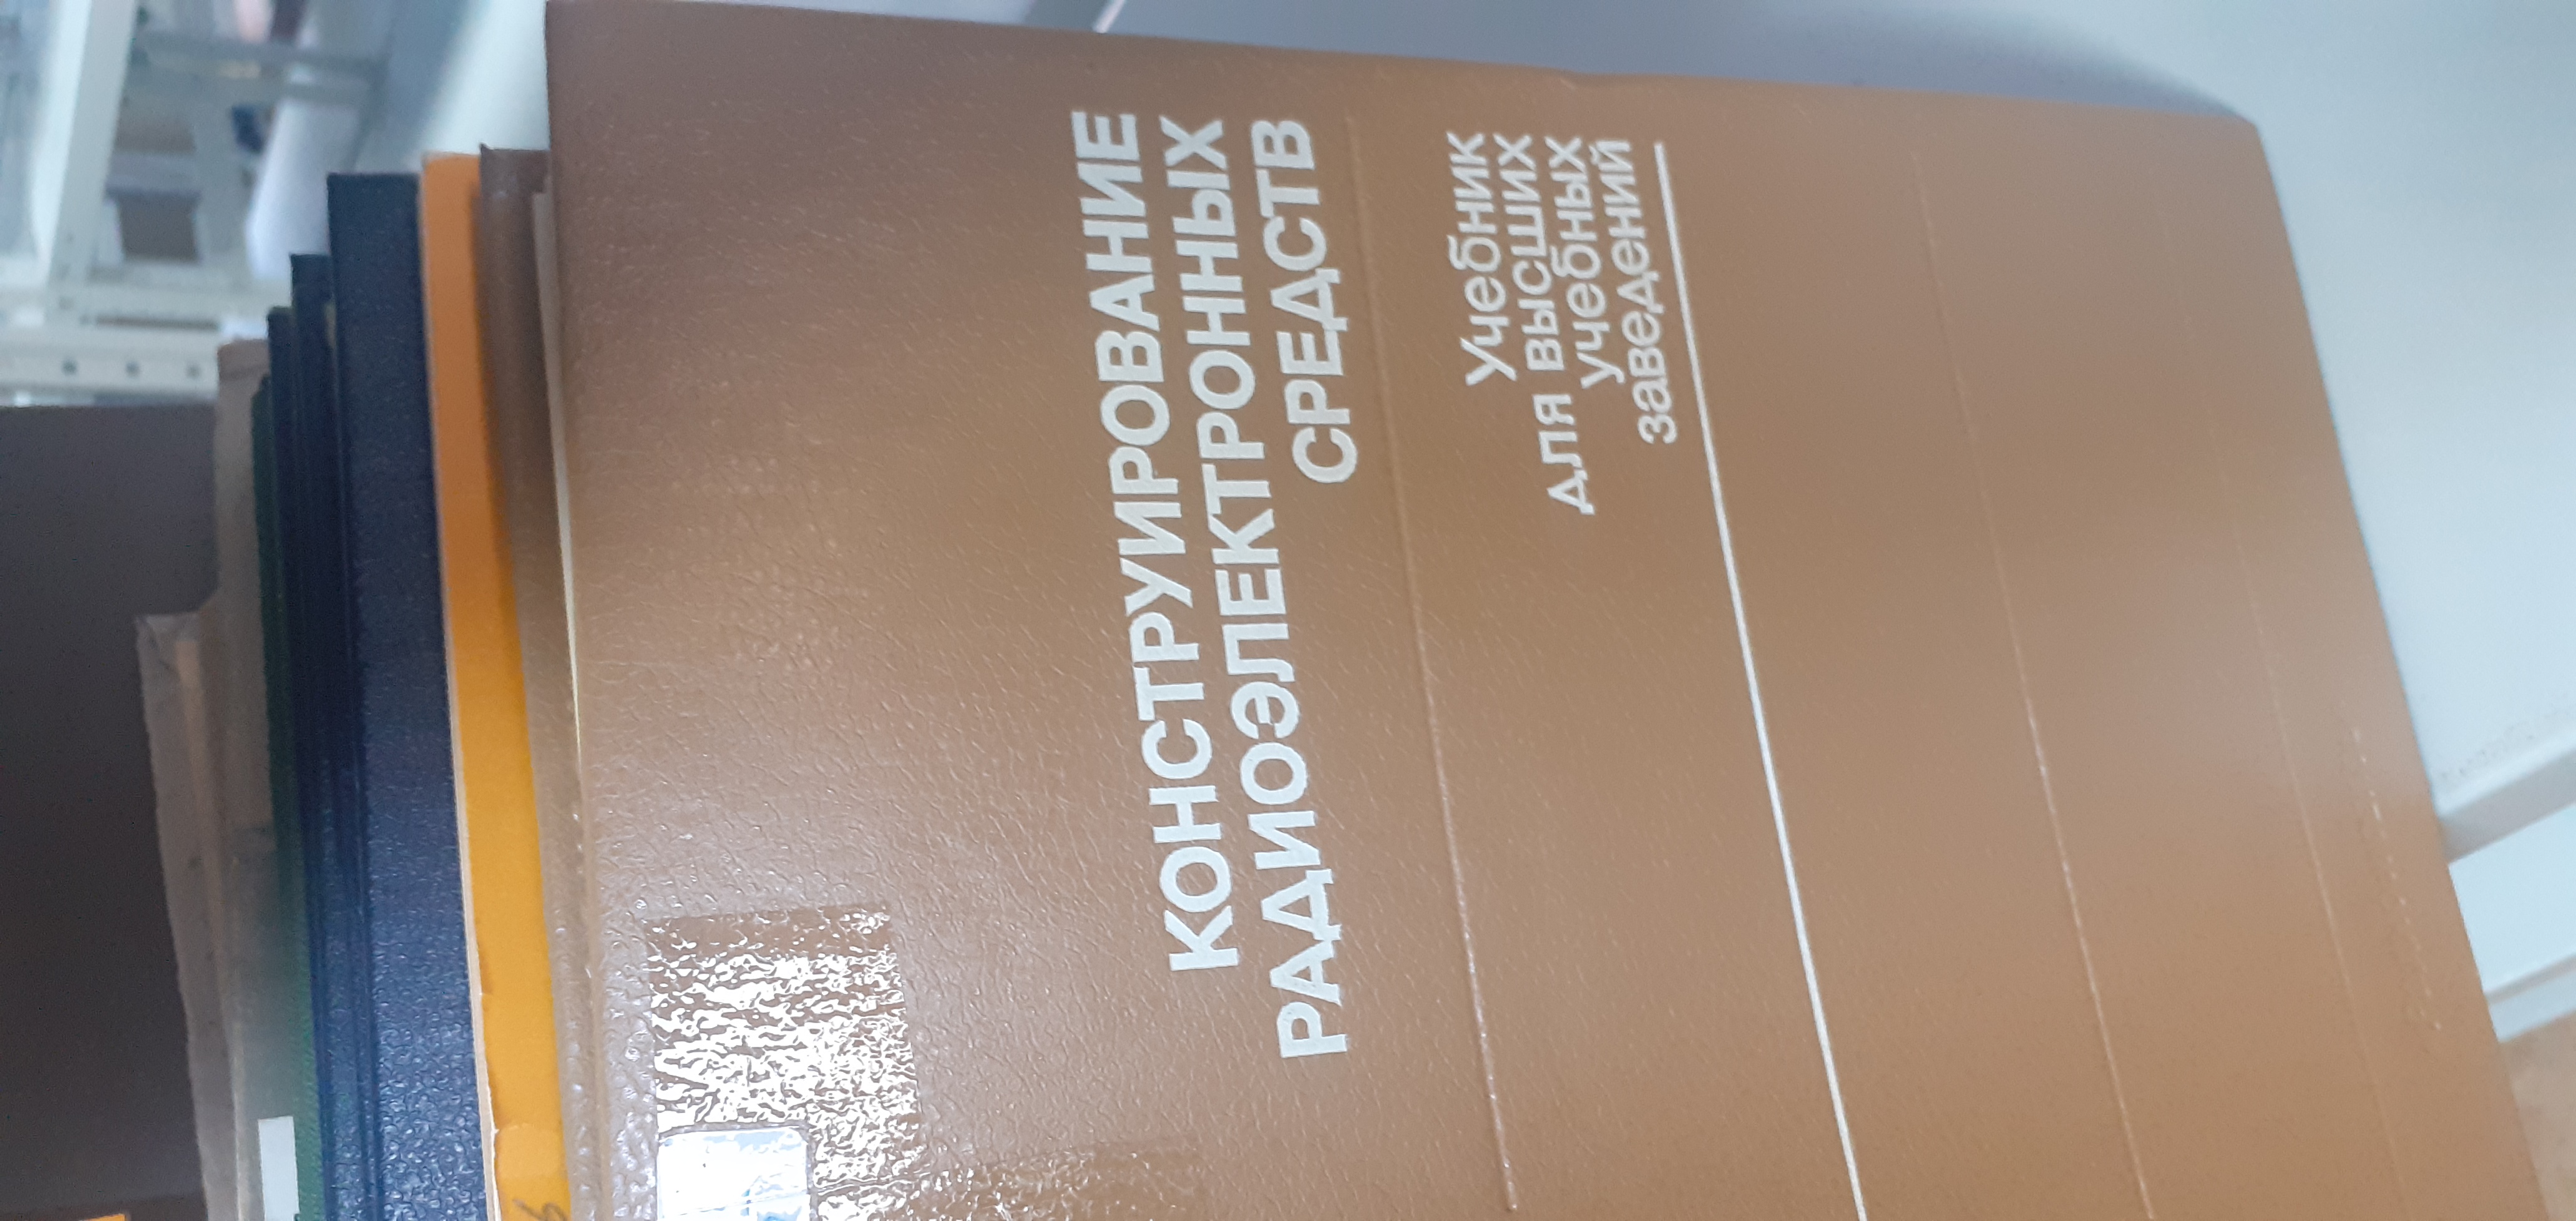 КОНСТРУИРОВАНИЕ
РАДИОЭЛЕКТРОННЫХ
СРЕДСТВ
Учебник
для высших
учебных
заведений